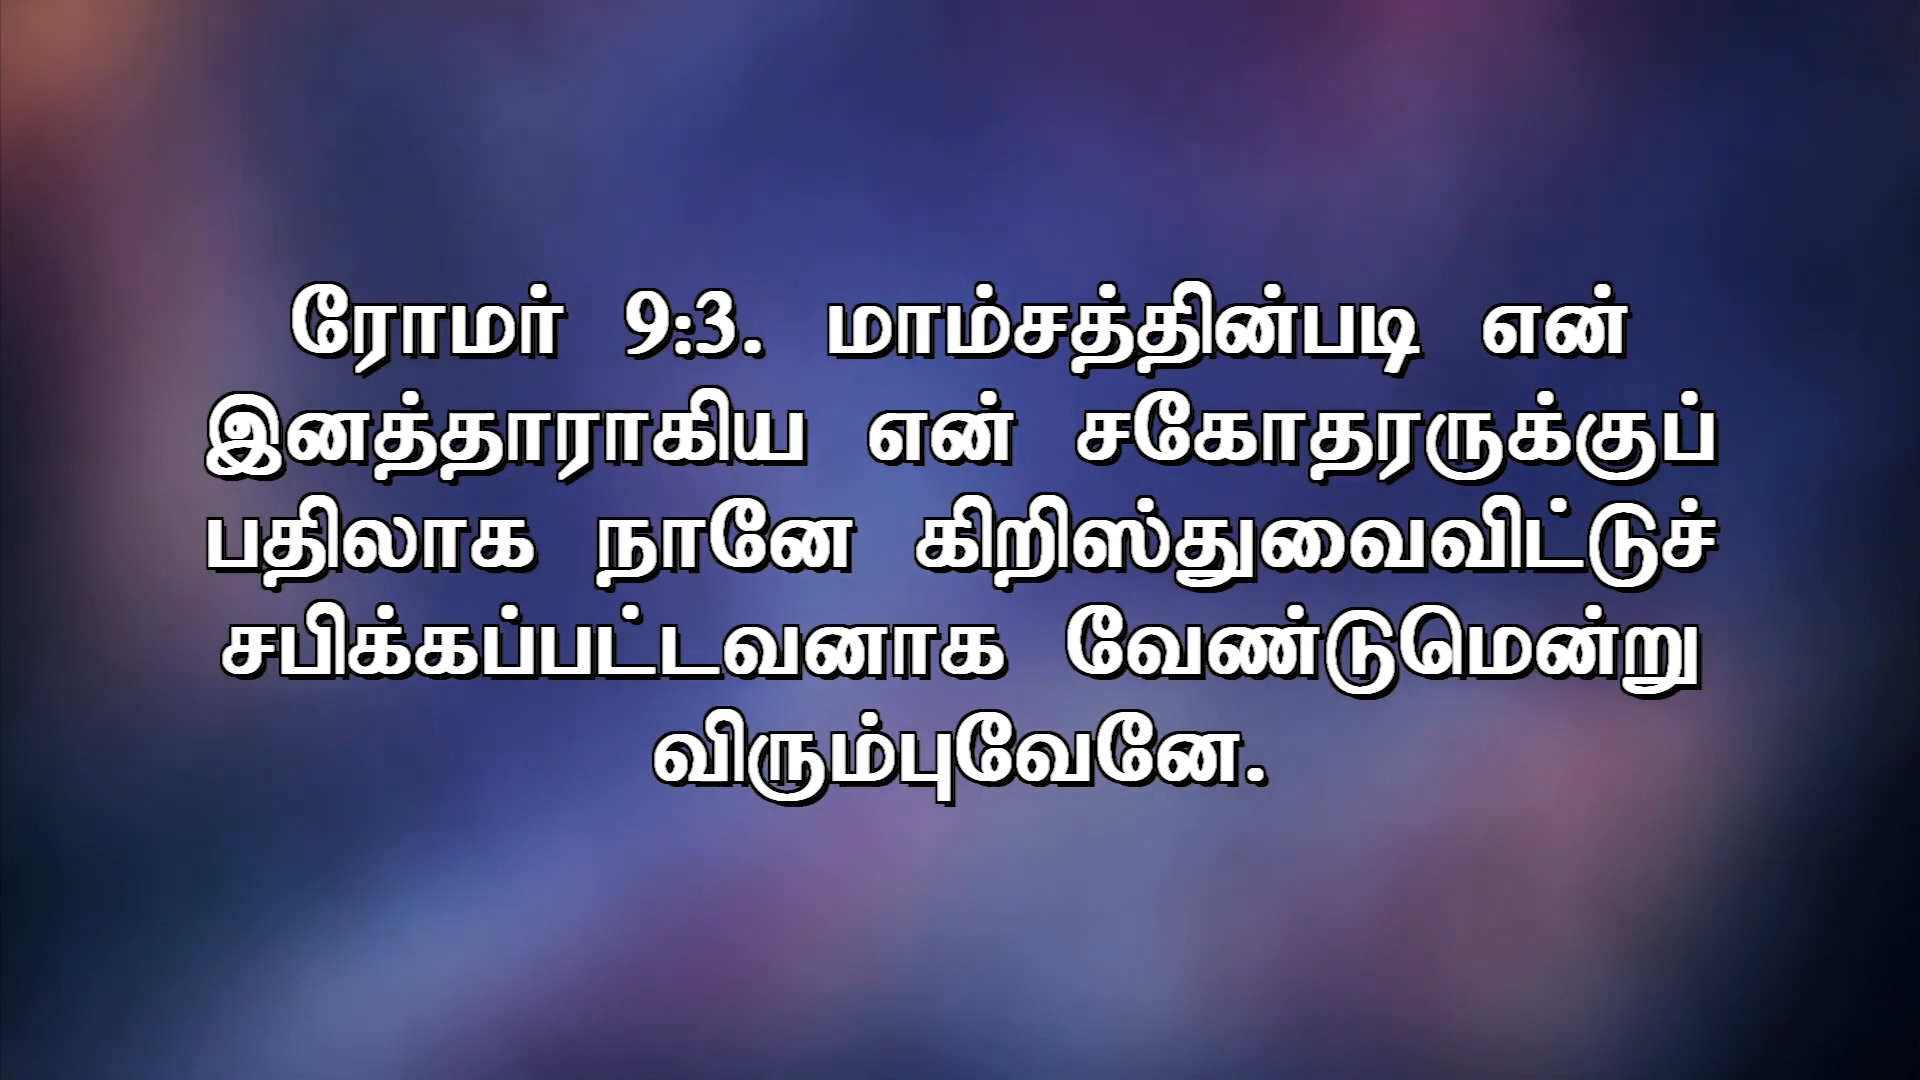 ரோமர் 9:3. மாம்சத்தின்படி என்
இனத்தாராகிய என் சகோதரருக்குப்
பதிலாக நானே கிறிஸ்துவைவிட்டுச்
சபிக்கப்பட்டவனாக வேண்டுமென்று
விரும்புவேனே.